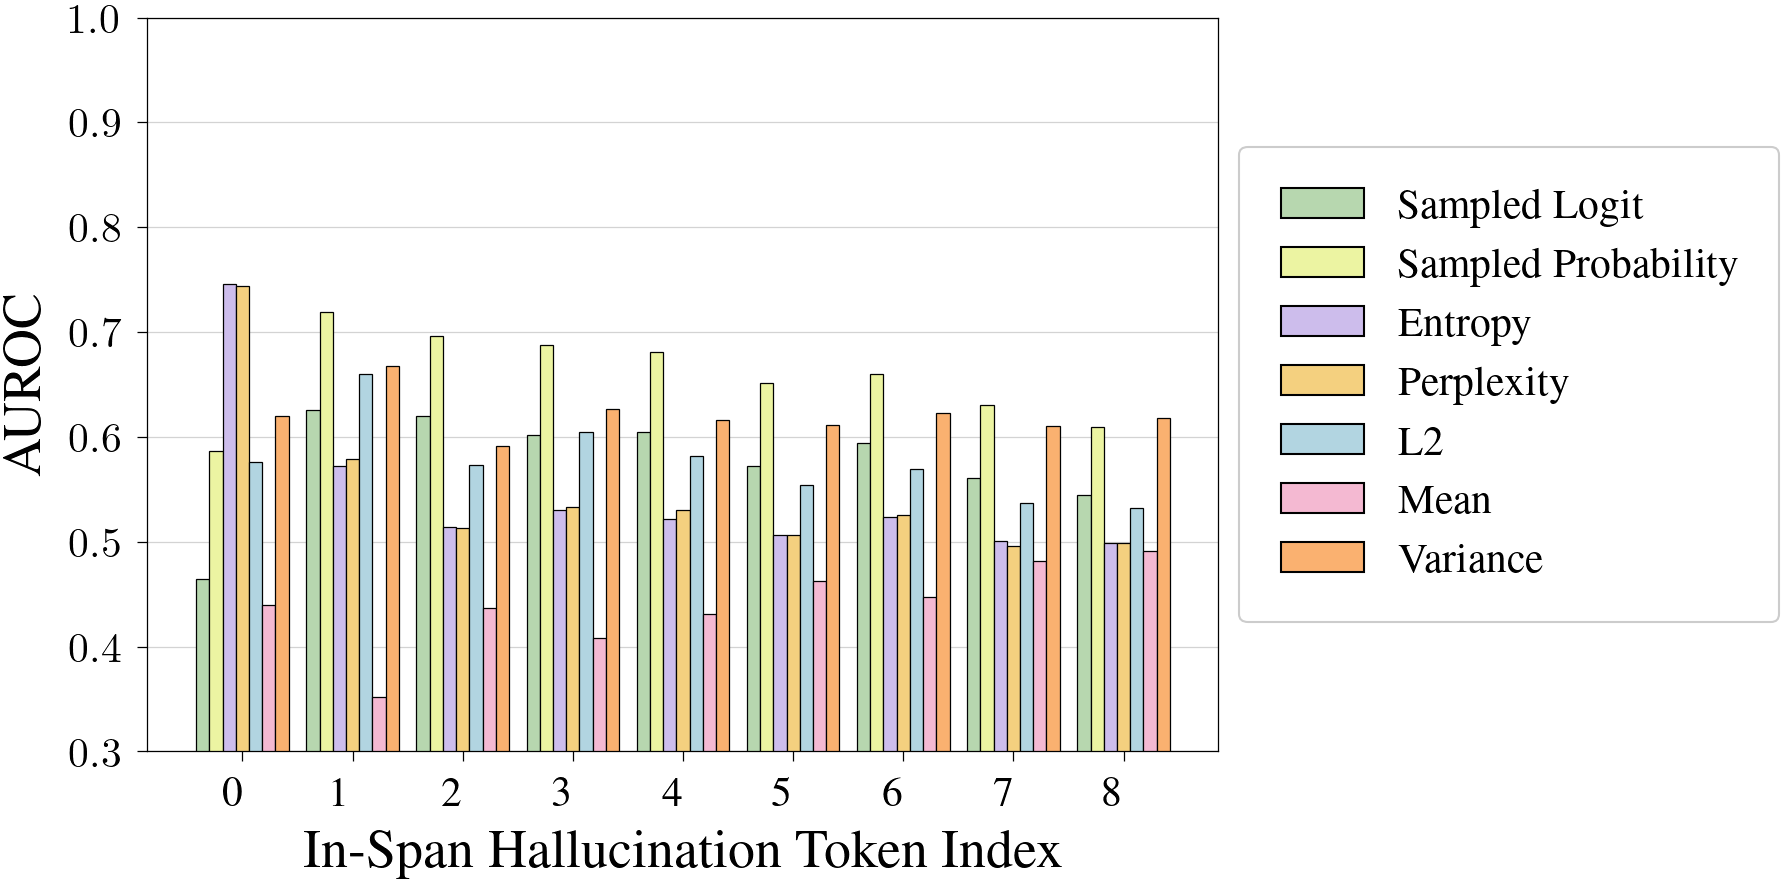 1.0
0.9
0.8
0.7
0.6
0.5
0.4
0.3
AUROC
0 1 2 3 4 5 6 7 8
In-Span Hallucination Token Index
Sampled Logit
Sampled Probability
Entropy
Perplexity
L2
Mean
Variance